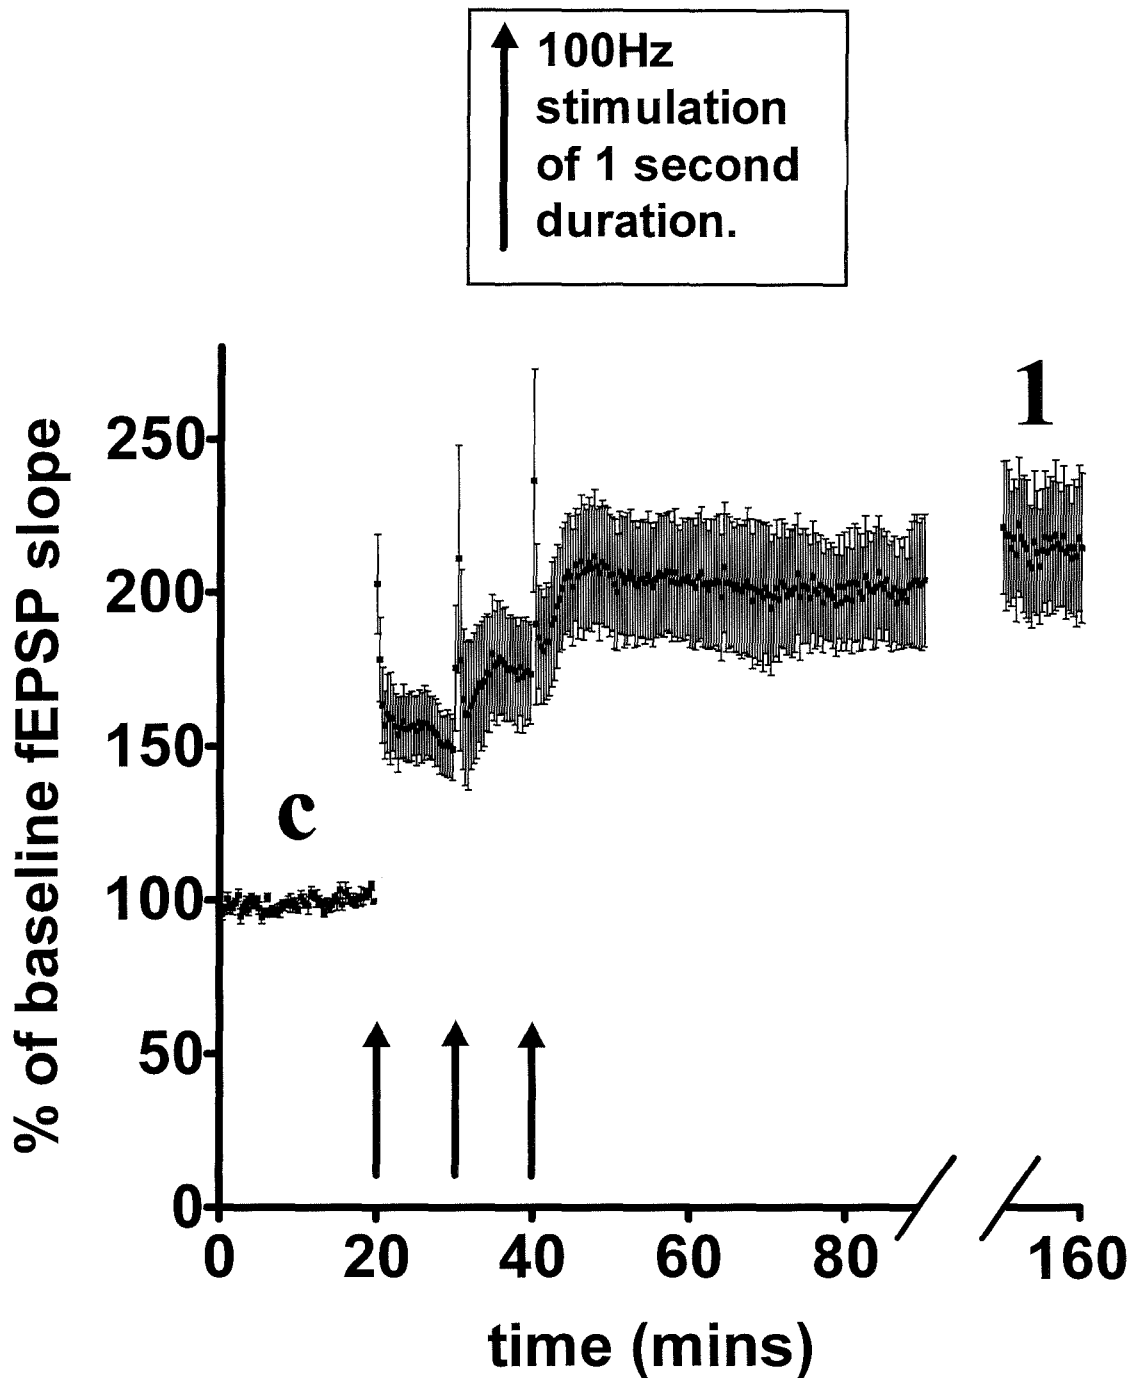 100Hz
stimulation
of 1 second
duration.
% of baseline fEPSP slope
250
200
150
100
50
0
c
1
0 20 40 60 80 160
time (mins)